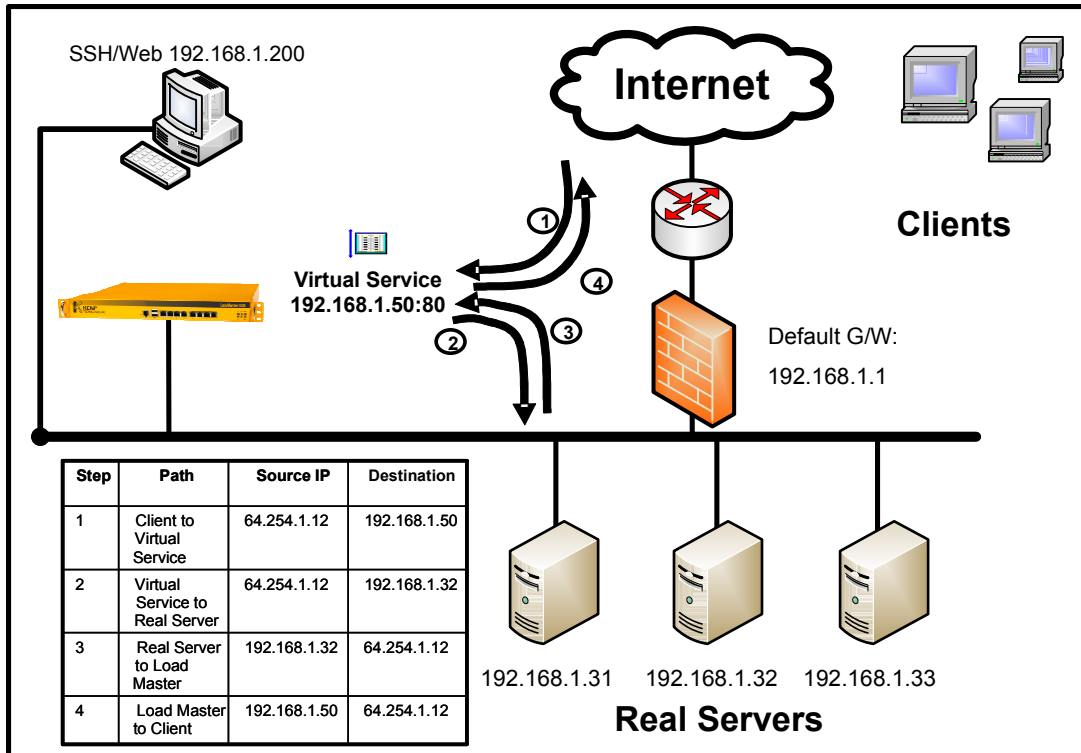 SSH/Web 192.168.1.200
Internet
Clients
Virtual Service
192.168.1.50:80
1
4
2
3
KEMP
Default G/W:
192.168.1.1
Step Path Source IP Destination
1 Client to Virtual Service 64.254.1.12 192.168.1.50
2 Virtual Service to Real Server 64.254.1.12 192.168.1.32
3 Real Server to Load Master 192.168.1.32 64.254.1.12
4 Load Master to Client 192.168.1.50 64.254.1.12
192.168.1.31 192.168.1.32 192.168.1.33
Real Servers